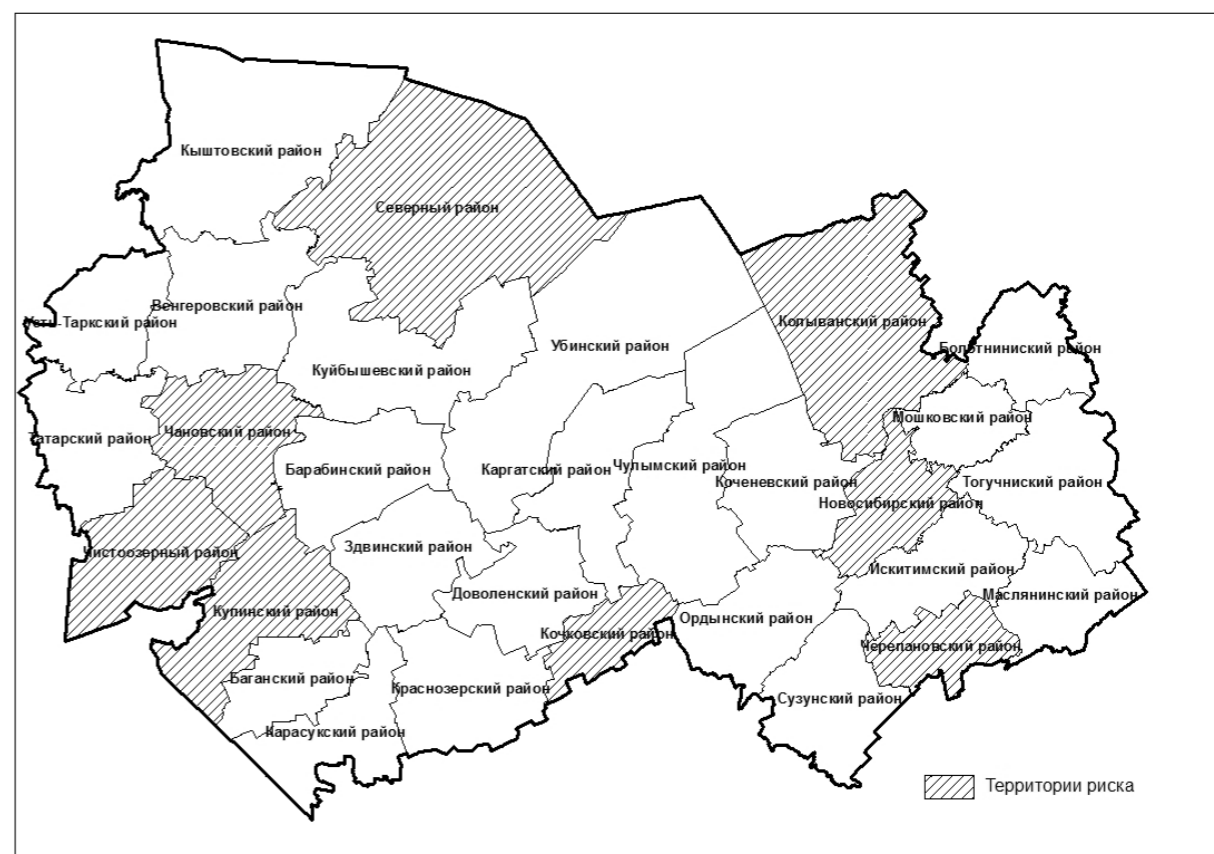 Кыштовский район
Северный район
Венгеровский район
Усть-Таркский район
Колыванский район
Убинский район
Болотниниский район
Куйбышевский район
Мошковский район
Татарский район
Чановский район
Барабинский район
Каргатский район
Чулымский район
Коченевский район
Тогучниский район
Новосибирский район
Чистоозерный район
Здвинский район
Искитимский район
Доволенский район
Маслянинский район
Купинский район
Кочковский район
Ордынский район
Черепановский район
Баганский район
Краснозерский район
Сузунский район
Карасукский район
Территории риска